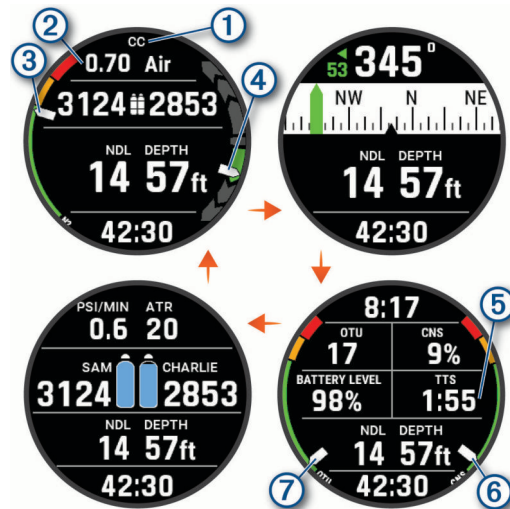 1
2
CC
3
0.70 Air
4
3124 2853
NDL DEPTH
14 57ft
N2
42:30
53 345°
NW N NE
NDL DEPTH
14 57ft
42:30
PSI/MIN ATR
0.6 20
SAM CHARLIE
3124 2853
NDL DEPTH
14 57ft
42:30
8:17
5
OTU CNS
17 9%
BATTERY LEVEL TTS
98% 1:55
NDL DEPTH
14 57ft
OTU CNS
42:30
7
6